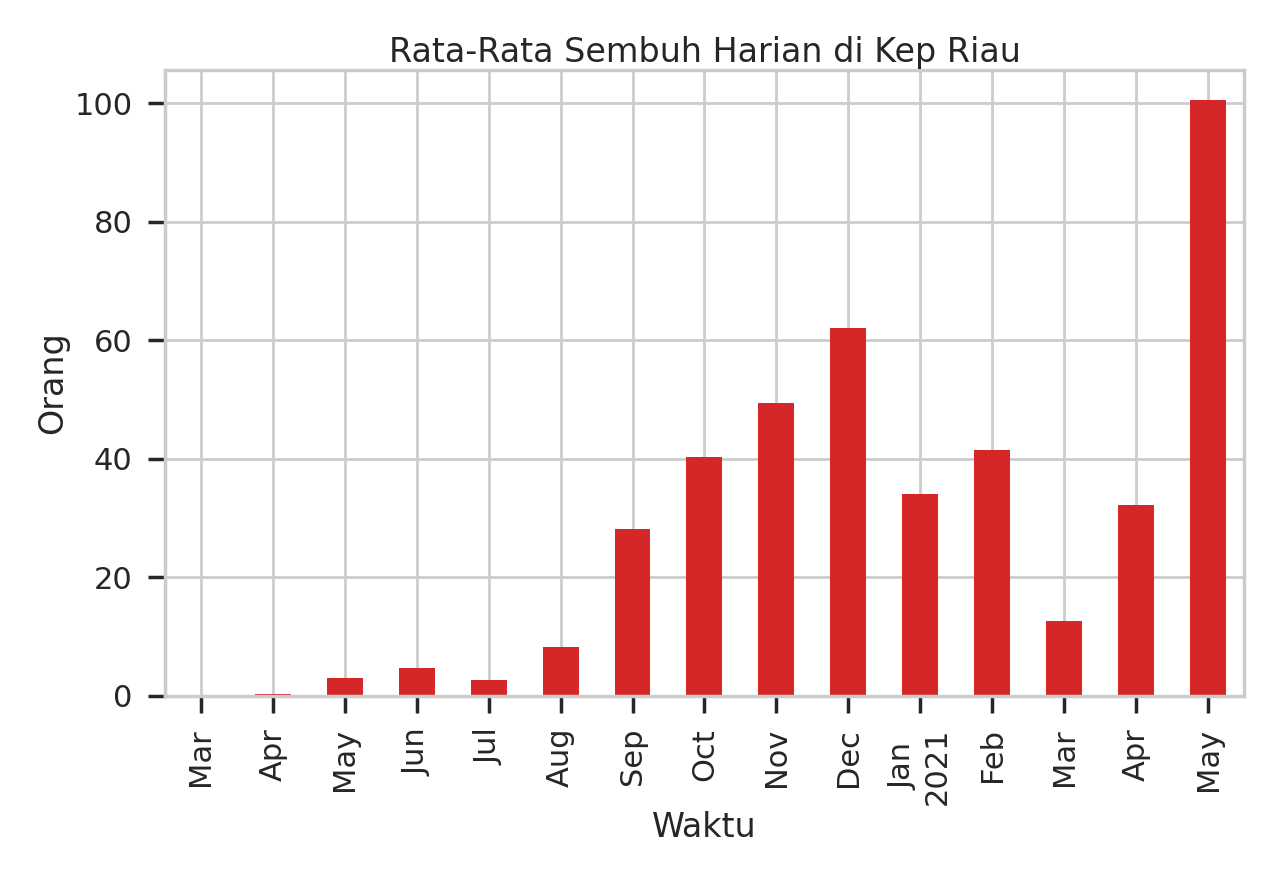 Rata-Rata Sembuh Harian di Kep Riau
Orang
100
80
60
40
20
0
Mar
Apr
May
Jun
Jul
Aug
Sep
Oct
Nov
Dec
Jan
2021
Feb
Mar
Apr
May
Waktu